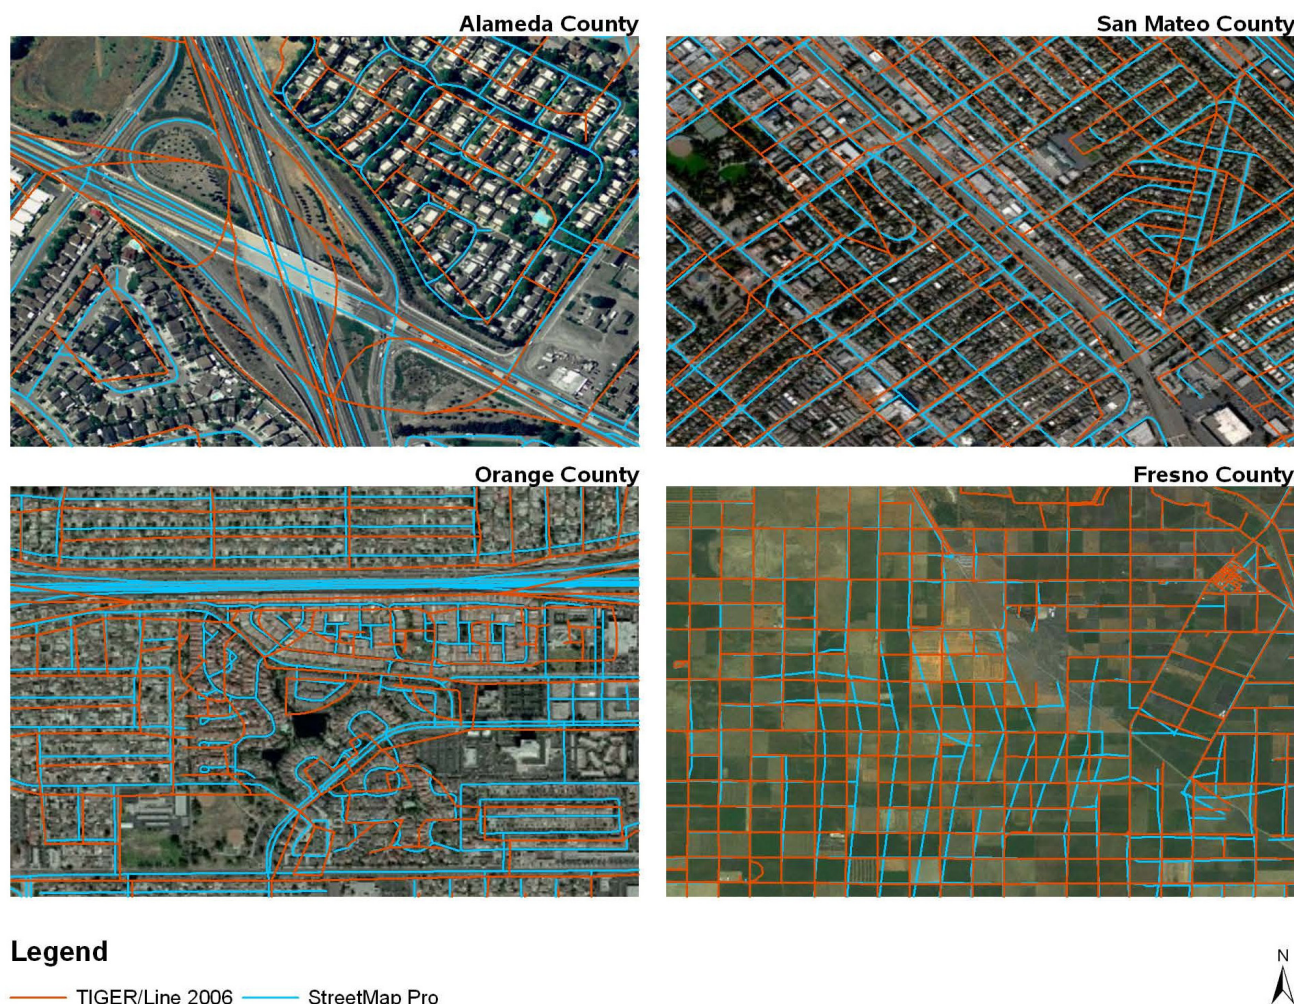 Alameda County
San Mateo County
Orange County
Fresno County
Legend
TIGER/Line 2006
StreetMap Pro
N